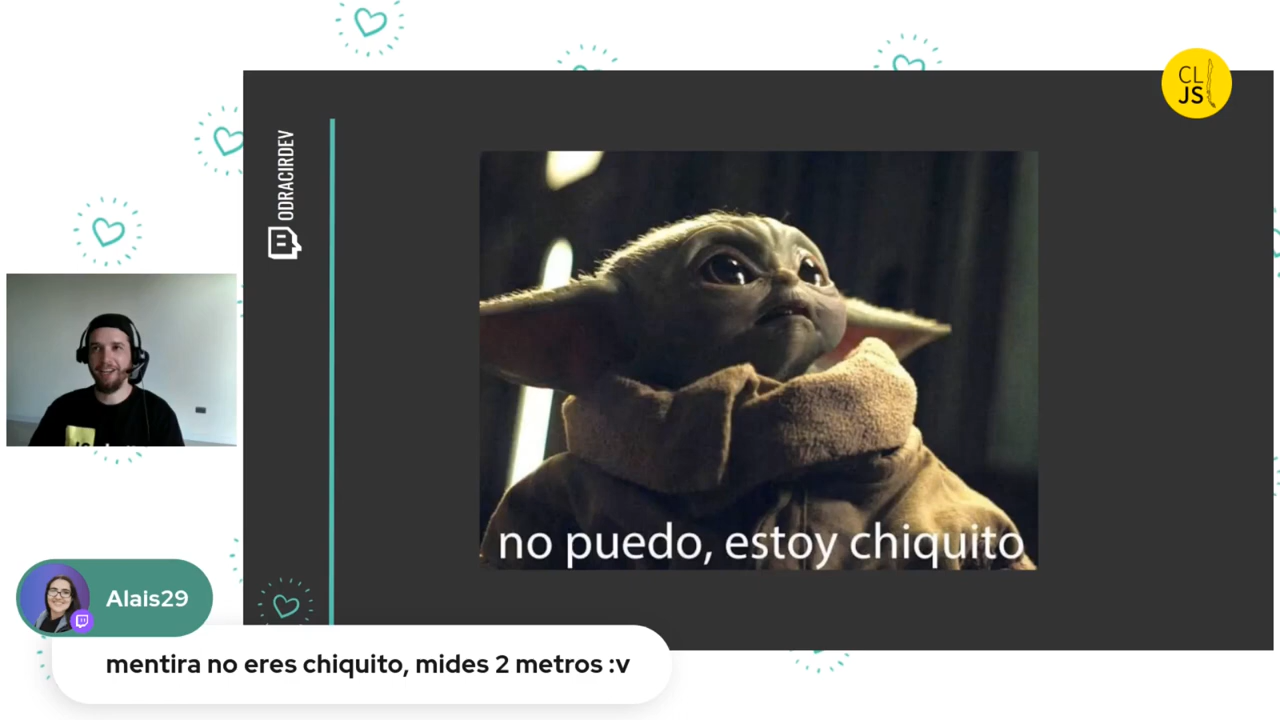 CL
JS
ODRACIRDEV
no puedo, estoy chiquito
Alais29
mentira no eres chiquito, mides 2 metros :v